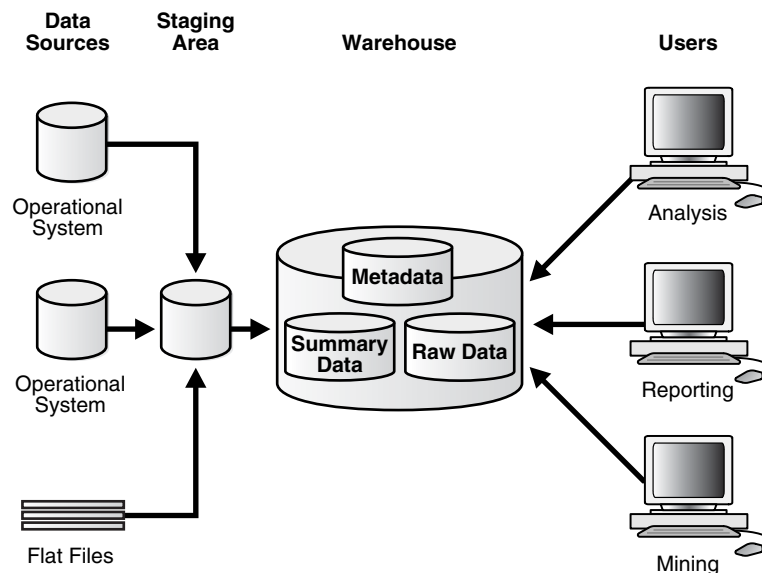 Data
Sources
Staging
Area
Warehouse
Users
Operational
System
Operational
System
Flat Files
Metadata
Summary
Data
Raw Data
Analysis
Reporting
Mining